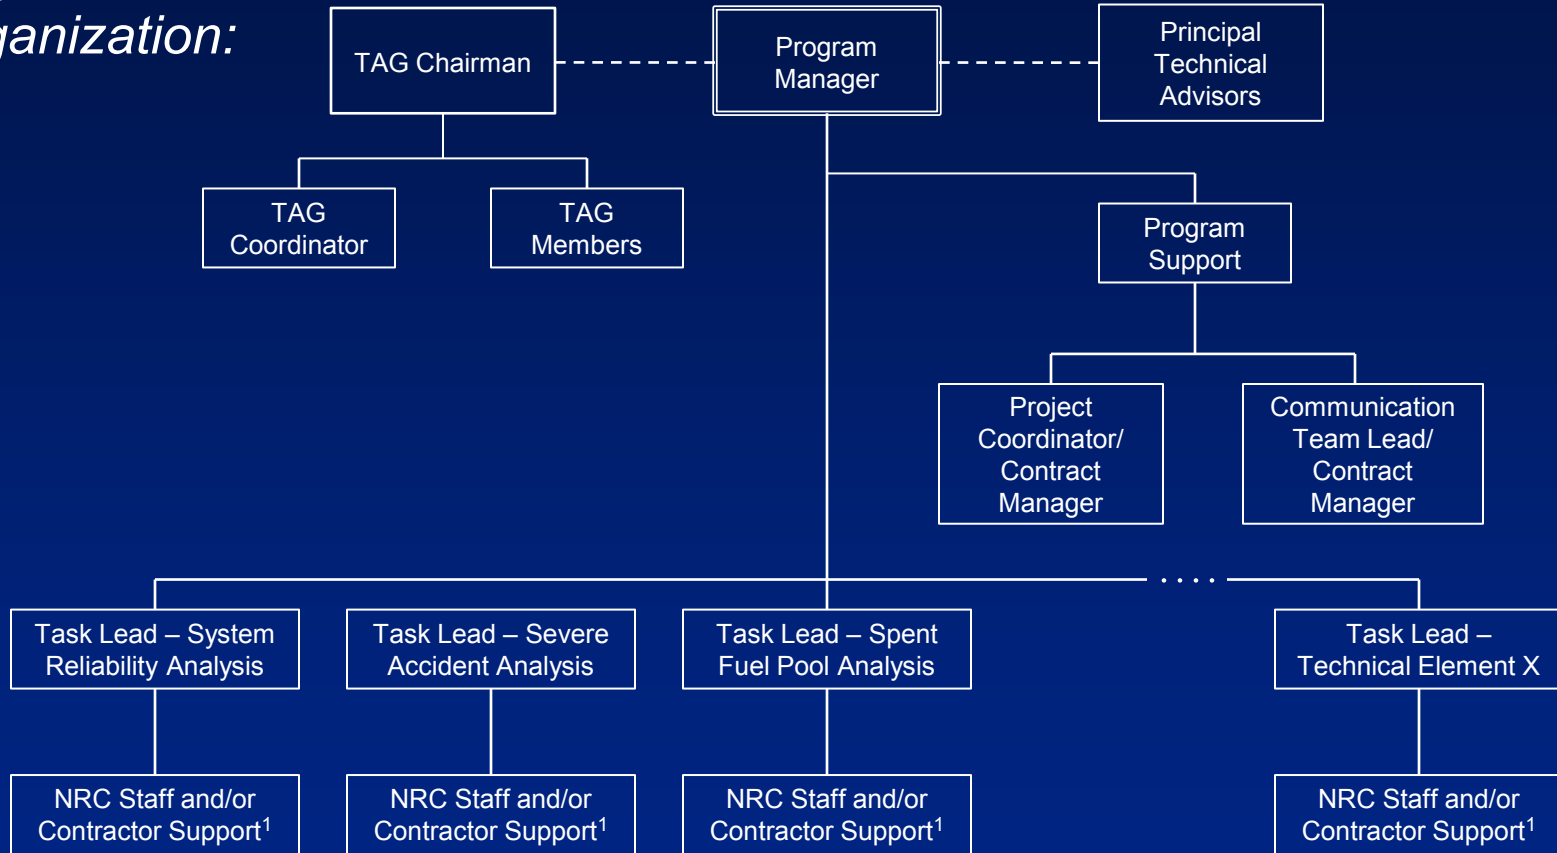 TAG Chairman
Program
Manager
Principal
Technical
Advisors
TAG
Coordinator
TAG
Members
Program
Support
Project
Coordinator/
Contract
Manager
Communication
Team Lead/
Contract
Manager
. . . .
Task Lead – System
Reliability Analysis
Task Lead – Severe
Accident Analysis
Task Lead – Spent
Fuel Pool Analysis
Task Lead –
Technical Element X
NRC Staff and/or
Contractor Support1
NRC Staff and/or
Contractor Support1
NRC Staff and/or
Contractor Support1
NRC Staff and/or
Contractor Support1